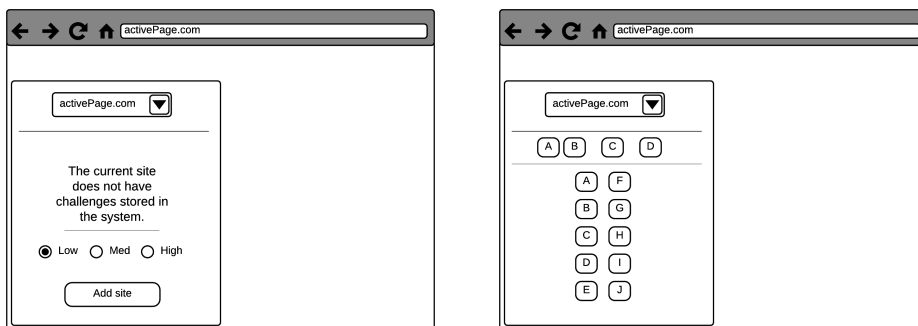 activePage.com
activePage.com
The current site
does not have
challenges stored in
the system.
Low Med High
Add site
activePage.com
activePage.com
A B C D
A F
B G
C H
D I
E J